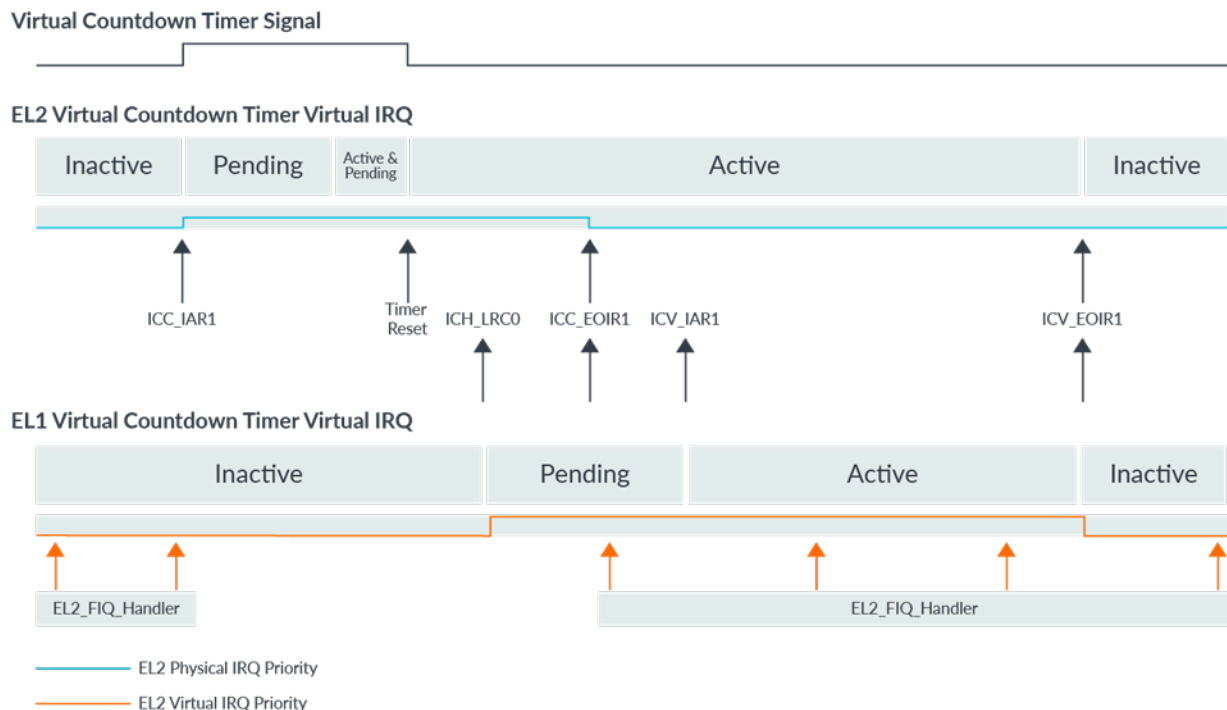 Virtual Countdown Timer Signal
EL2 Virtual Countdown Timer Virtual IRQ
Inactive
Pending
Active &
Pending
Active
Inactive
ICC_IAR1
Timer
Reset
ICH_LRC0
ICC_EOIR1
ICV_IAR1
ICV_EOIR1
EL1 Virtual Countdown Timer Virtual IRQ
Inactive
Pending
Active
Inactive
EL2_FIQ_Handler
EL2_FIQ_Handler
EL2 Physical IRQ Priority
EL2 Virtual IRQ Priority